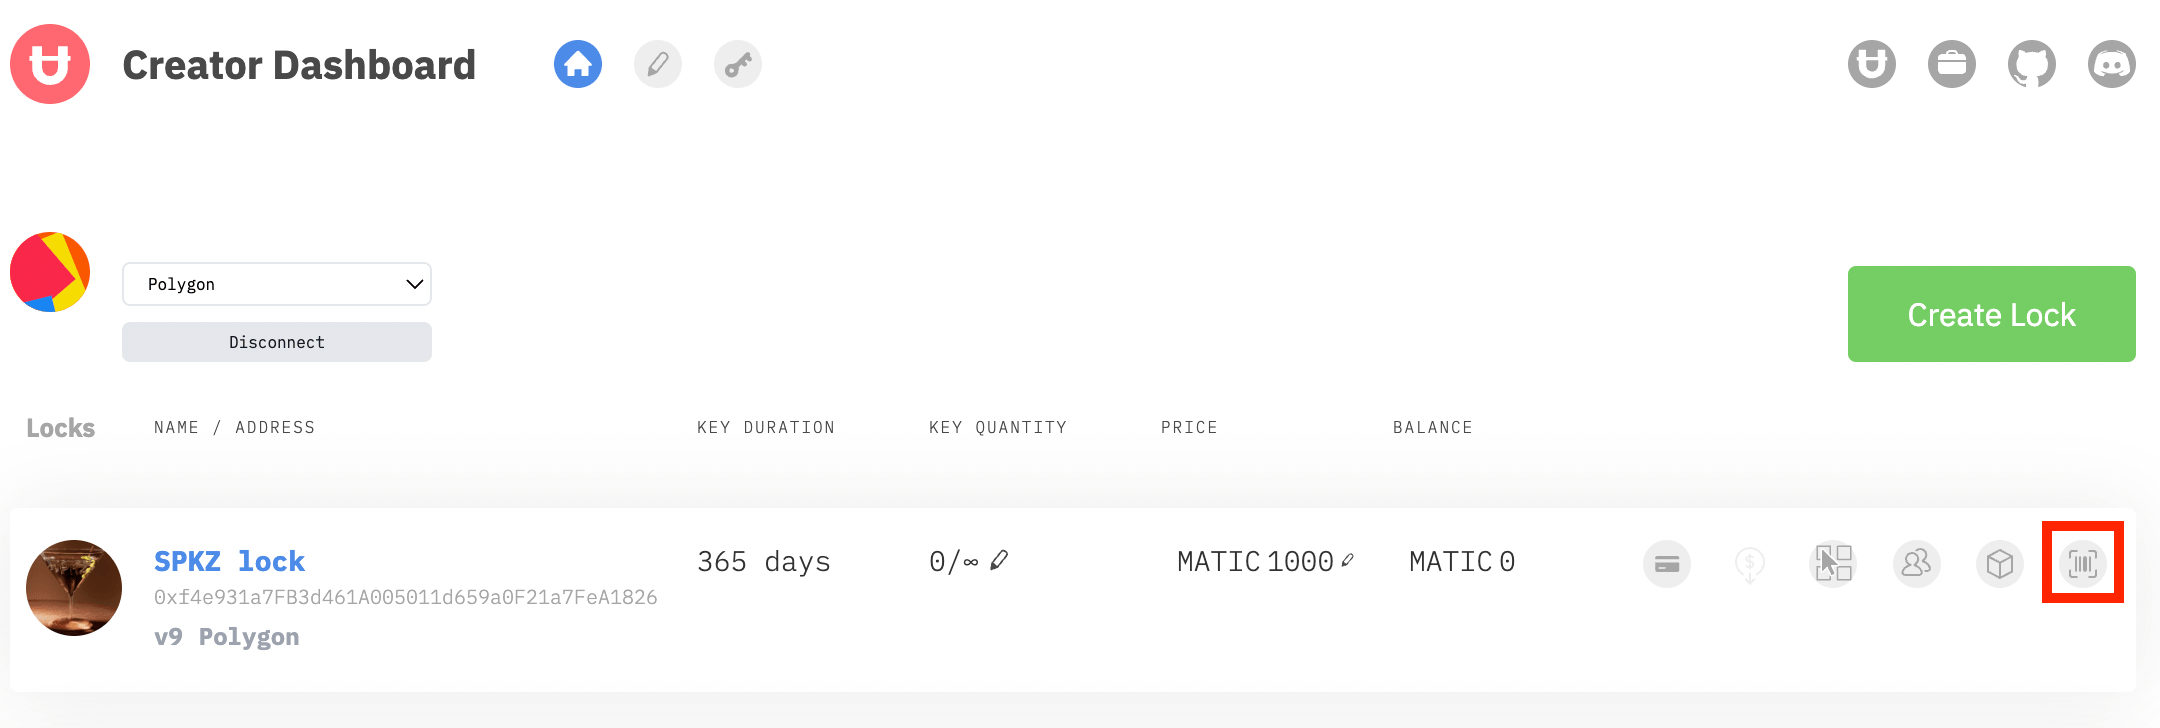 Creator Dashboard
Polygon
Disconnect
Create Lock
Locks NAME / ADDRESS KEY DURATION KEY QUANTITY PRICE BALANCE
SPKZ lock 365 days 0/∞ MATIC 1000 MATIC 0
0xf4e931a7FB3d461A005011d659a0F21a7FeA1826
v9 Polygon